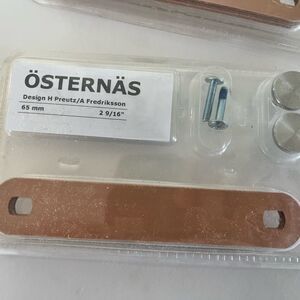 ÖSTERNÄS
Design H Preutz/A Fredriksson
65 mm 2 9/16"